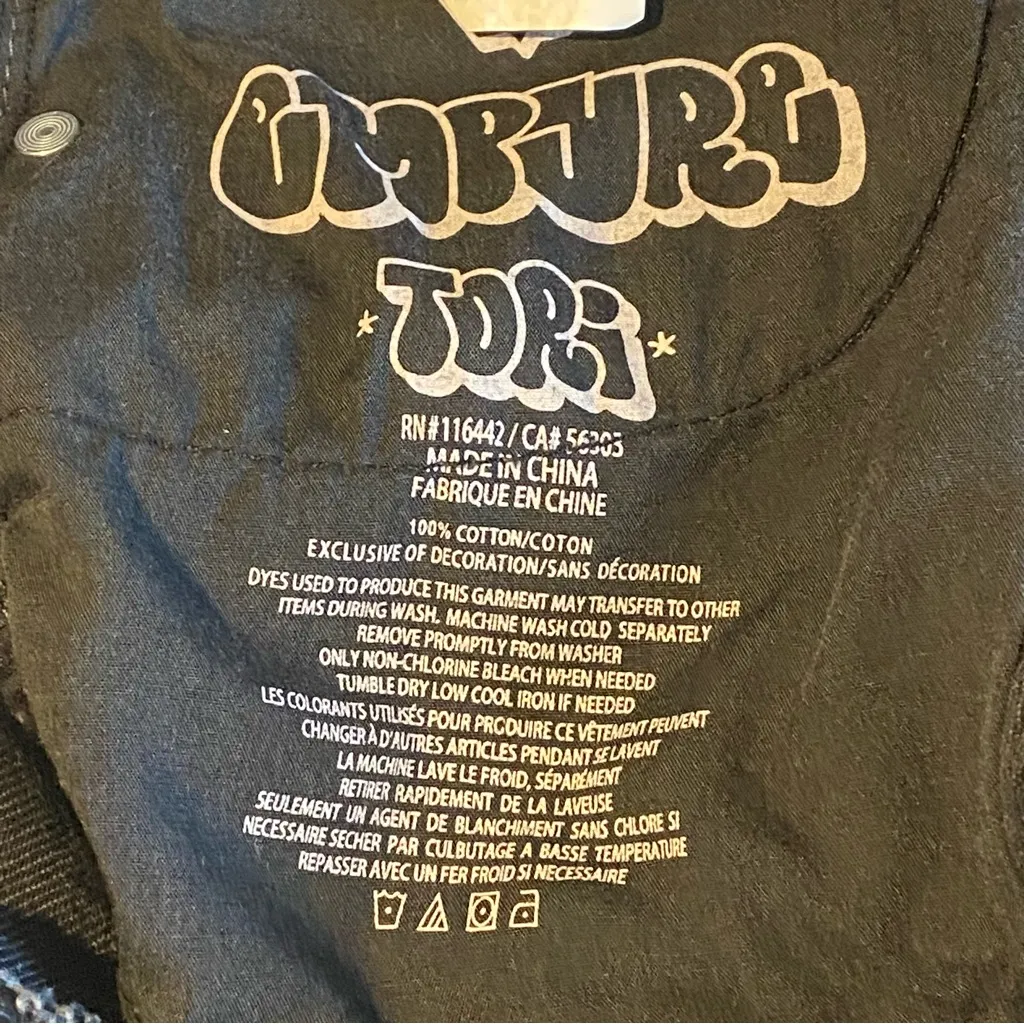 EMPYRE
* TORi *
RN#116442 / CA#
MADE IN CHINA
FABRIQUE EN CHINE
100% COTTON/COTON
EXCLUSIVE OF DECORATION/SANS DÉCORATION
DYES USED TO PRODUCE THIS GARMENT MAY TRANSFER TO OTHER
ITEMS DURING WASH. MACHINE WASH COLD SEPARATELY
REMOVE PROMPTLY FROM WASHER
ONLY NON-CHLORINE BLEACH WHEN NEEDED
TUMBLE DRY LOW COOL IRON IF NEEDED
LES COLORANTS UTILISÉS POUR PRODUIRE CE VÊTEMENT PEUVENT
CHANGER À D'AUTRES ARTICLES PENDANT SE LAVENT
LA MACHINE LAVE LE FROID, SÉPARÉMENT
RETIRER RAPIDEMENT DE LA LAVEUSE
SEULEMENT UN AGENT DE BLANCHIMENT SANS CHLORE SI
NECESSAIRE SECHER PAR CULBUTAGE A BASSE TEMPERATURE
REPASSER AVEC UN FER FROID SI NECESSAIRE